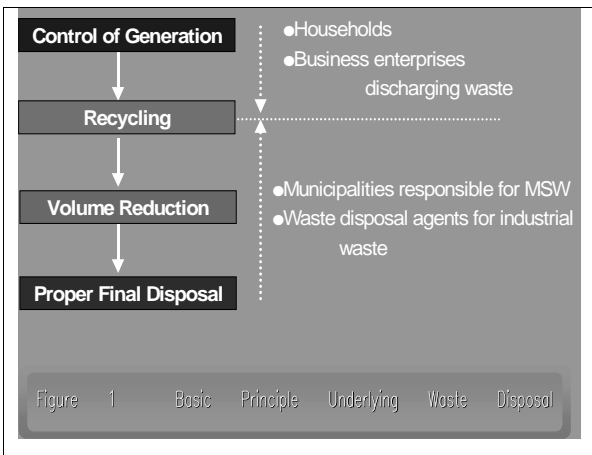 Control of Generation
●Households
●Business enterprises
discharging waste
Recycling
●Municipalities responsible for MSW
Volume Reduction
●Waste disposal agents for industrial
waste
Proper Final Disposal
Figure 1 Basic Principle Underlying Waste Disposal